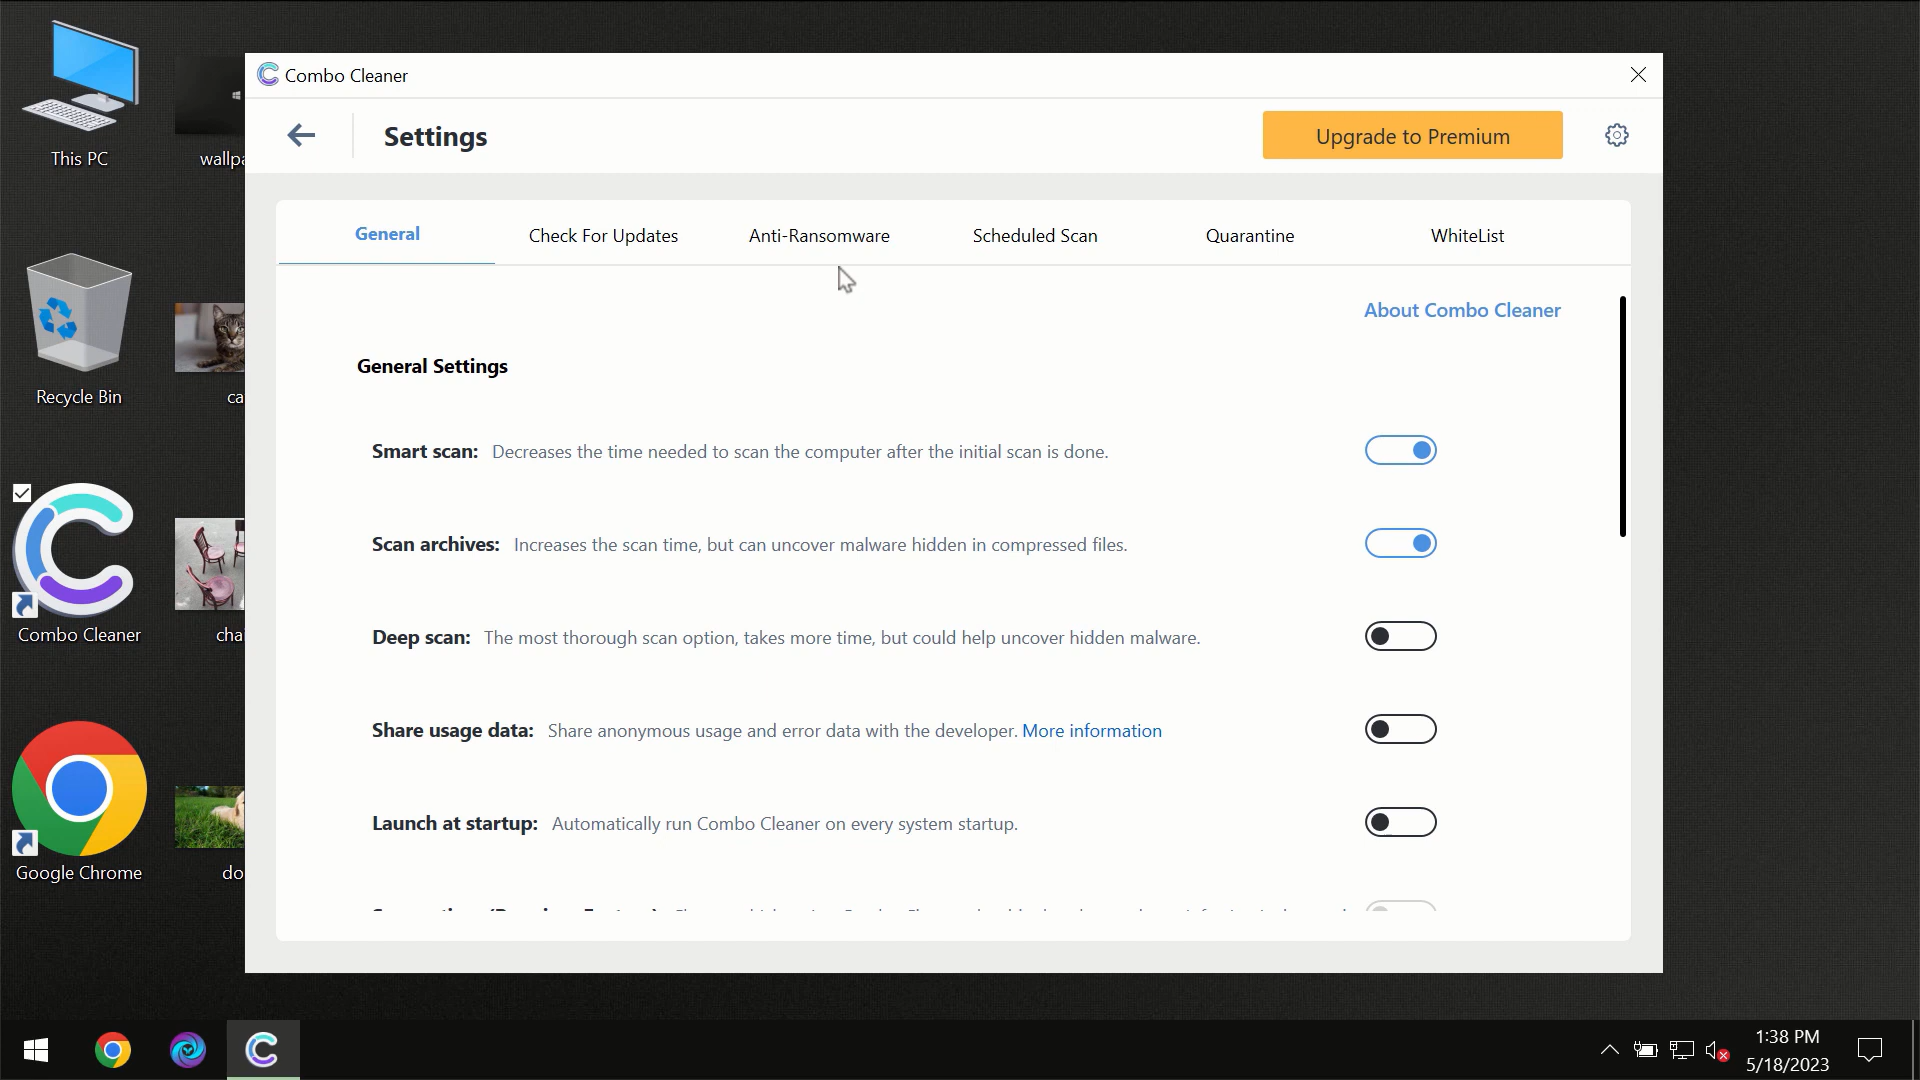 Combo Cleaner
Settings
Upgrade to Premium
General
Check For Updates
Anti-Ransomware
Scheduled Scan
Quarantine
WhiteList
About Combo Cleaner
General Settings
Smart scan: Decreases the time needed to scan the computer after the initial scan is done.
Scan archives: Increases the scan time, but can uncover malware hidden in compressed files.
Deep scan: The most thorough scan option, takes more time, but could help uncover hidden malware.
Share usage data: Share anonymous usage and error data with the developer. More information
Launch at startup: Automatically run Combo Cleaner on every system startup.
This PC
wallpa
Recycle Bin
ca
Combo Cleaner
chai
Google Chrome
do
1:38 PM
5/18/2023